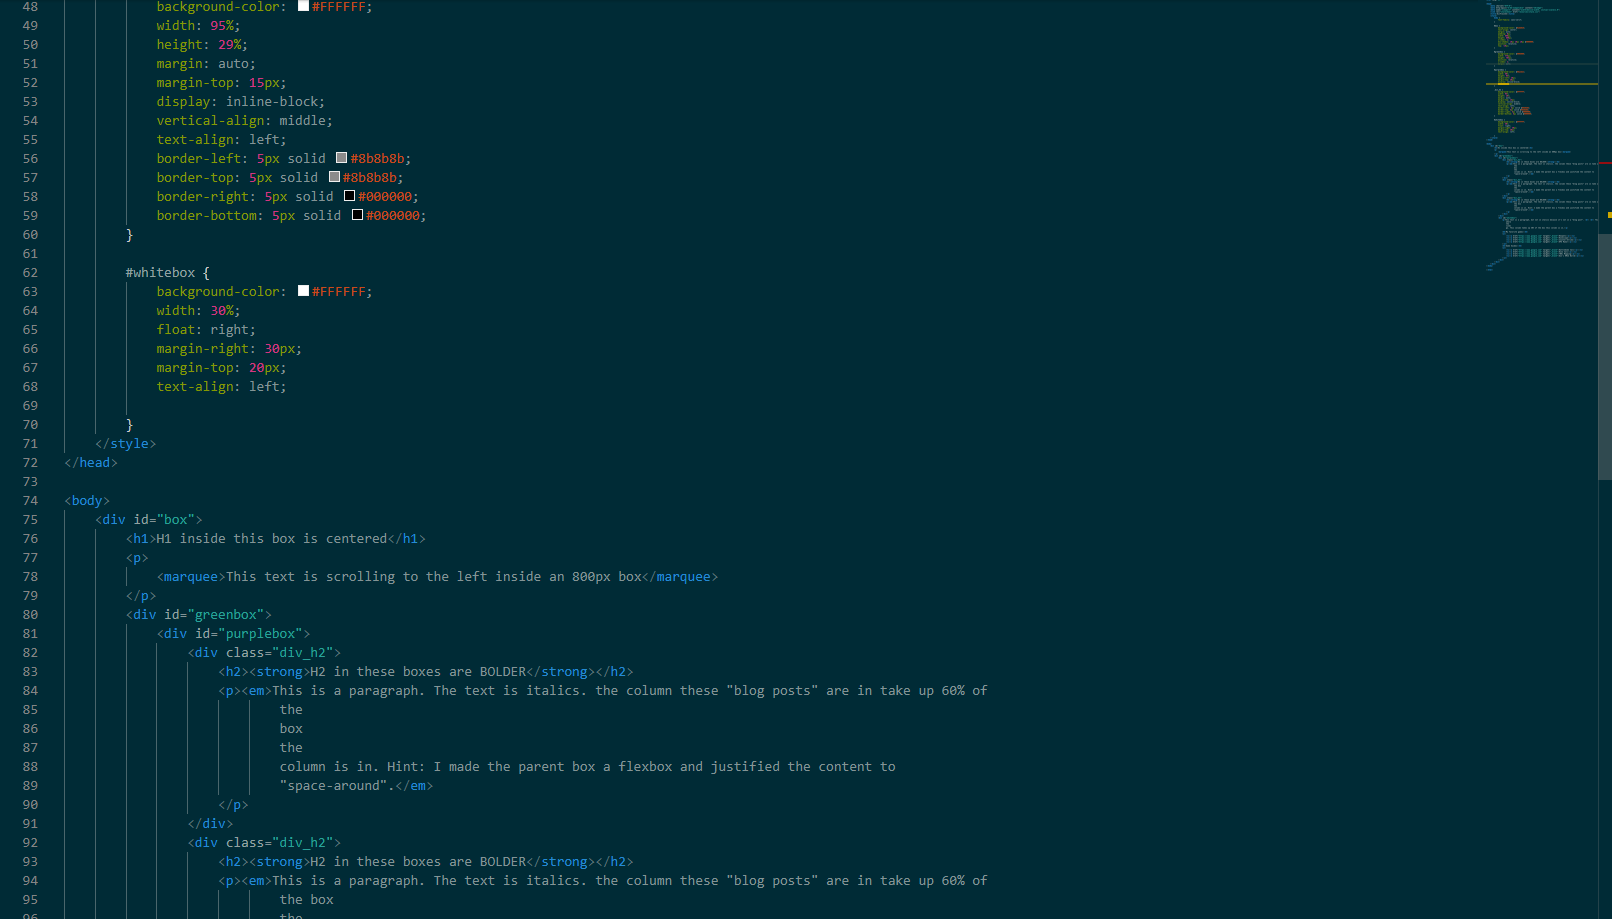 48 background-color: #FFFFFF;
49 width: 95%;
50 height: 29%;
51 margin: auto;
52 margin-top: 15px;
53 display: inline-block;
54 vertical-align: middle;
55 text-align: left;
56 border-left: 5px solid #8b8b8b;
57 border-top: 5px solid #8b8b8b;
58 border-right: 5px solid #000000;
59 border-bottom: 5px solid #000000;
60 }
61
62 #whitebox {
63 background-color: #FFFFFF;
64 width: 30%;
65 float: right;
66 margin-right: 30px;
67 margin-top: 20px;
68 text-align: left;
69
70 }
71 </style>
72 </head>
73
74 <body>
75 <div id="box">
76 <h1>H1 inside this box is centered</h1>
77 <p>
78 <marquee>This text is scrolling to the left inside an 800px box</marquee>
79 </p>
80 <div id="greenbox">
81 <div id="purplebox">
82 <div class="div_h2">
83 <h2><strong>H2 in these boxes are BOLDER</strong></h2>
84 <p><em>This is a paragraph. The text is italics. the column these "blog posts" are in take up 60% of
85 the
86 box
87 the
88 column is in. Hint: I made the parent box a flexbox and justified the content to
89 "space-around".</em>
90 </p>
91 </div>
92 <div class="div_h2">
93 <h2><strong>H2 in these boxes are BOLDER</strong></h2>
94 <p><em>This is a paragraph. The text is italics. the column these "blog posts" are in take up 60% of
95 the box
96 the